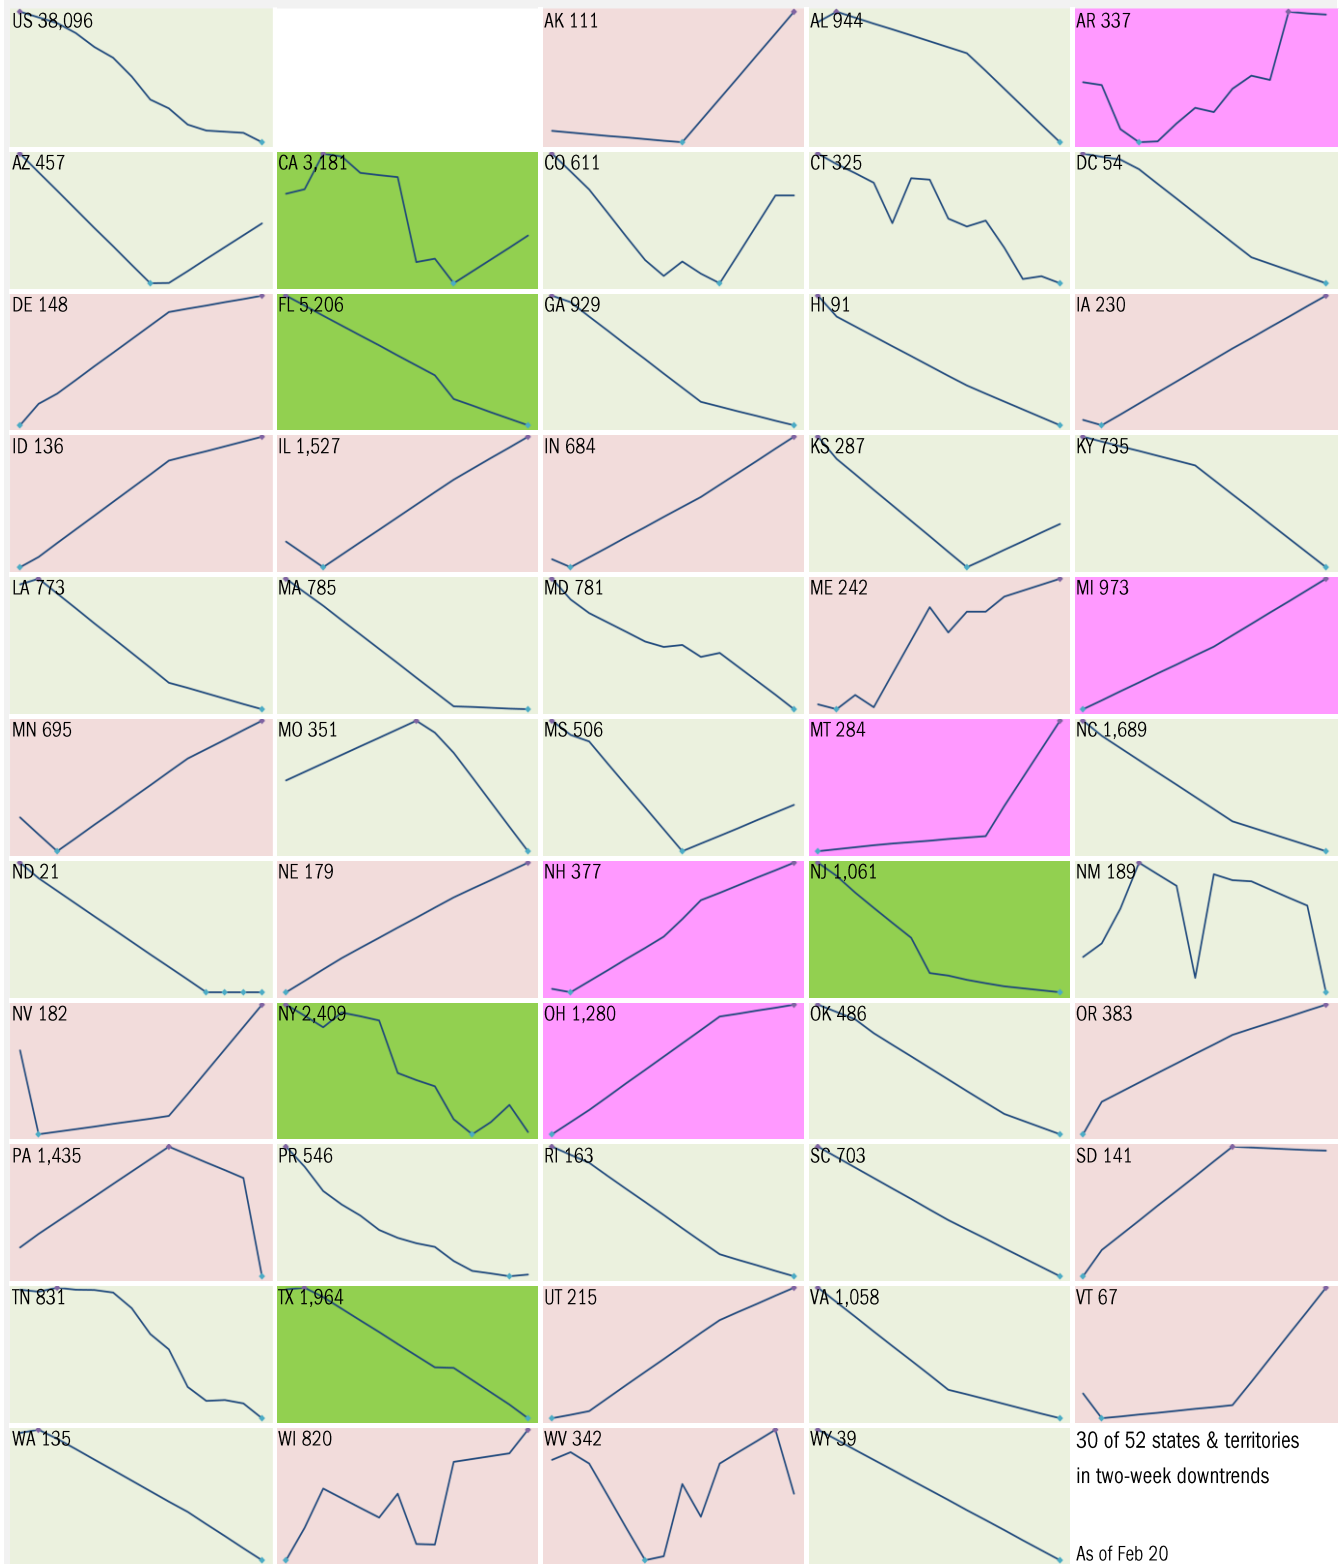 US 38,096
AK 111
AL 944
AR 337
AZ 457
CA 3,181
CO 611
CT 325
DC 54
DE 148
FL 5,206
GA 929
HI 91
IA 230
ID 136
IL 1,527
IN 684
KS 287
KY 735
LA 773
MA 785
MD 781
ME 242
MI 973
MN 695
MO 351
MS 506
MT 284
NC 1,689
ND 21
NE 179
NH 377
NJ 1,061
NM 189
NV 182
NY 2,409
OH 1,280
OK 486
OR 383
PA 1,435
PR 546
RI 163
SC 703
SD 141
TN 831
TX 1,964
UT 215
VA 1,058
VT 67
WA 135
WI 820
WV 342
WY 39
30 of 52 states & territories
in two-week downtrends
As of Feb 20